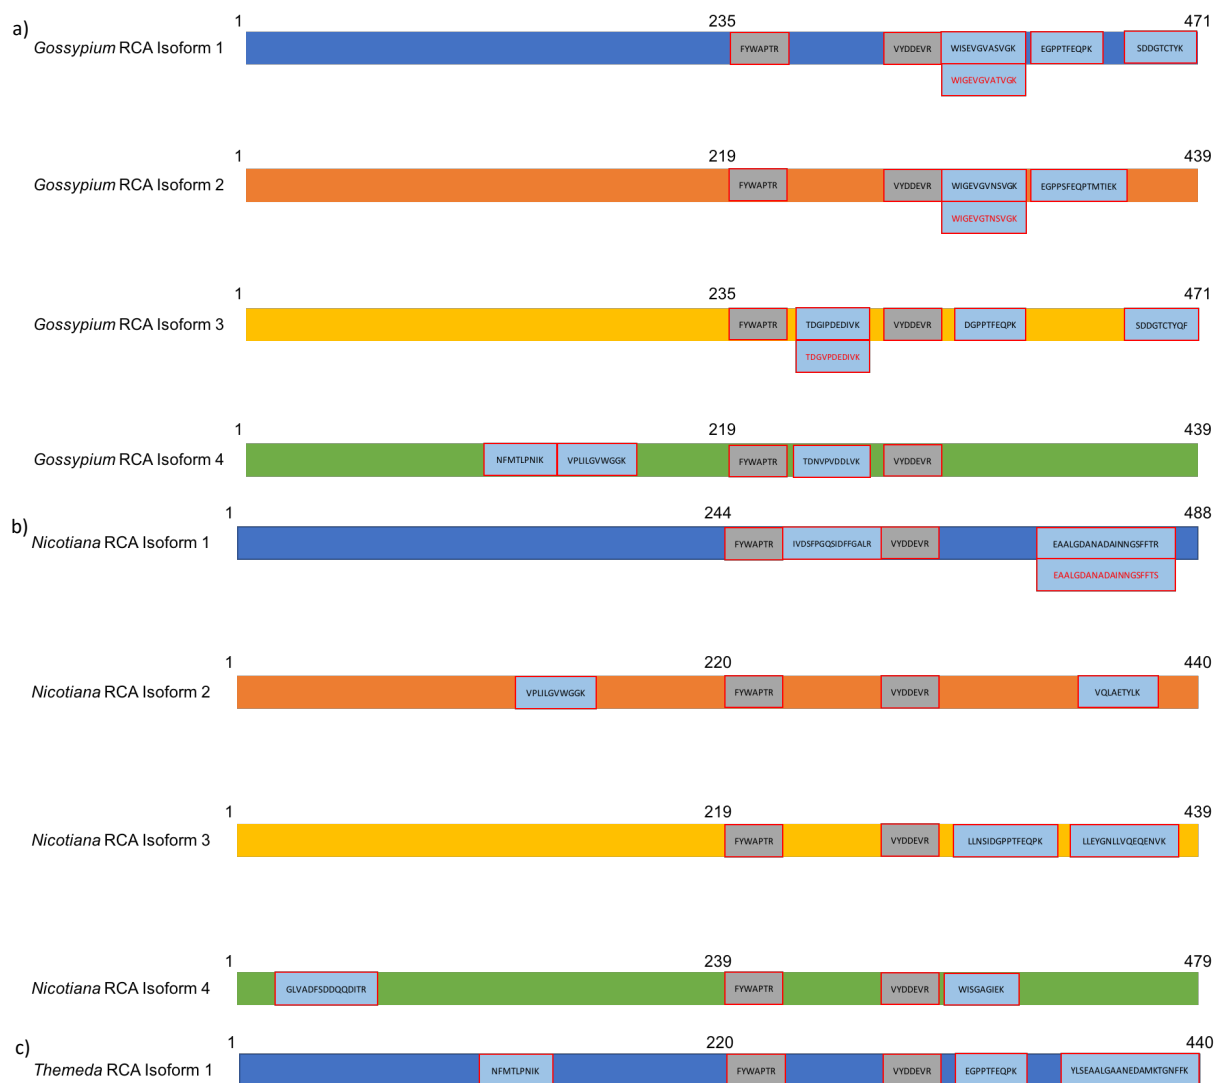 a)
1 235 471
Gossypium RCA Isoform 1
FYWAPTR VYDDEVR WISEVGVASVGK EGPPTFEQPK SDDGTCTYK
WIGEVGVATVGK
1 219 439
Gossypium RCA Isoform 2
FYWAPTR VYDDEVR WIGEVGVNSVGK EGPPSFEQPTMTIEK
WIGEVGTNSVGK
1 235 471
Gossypium RCA Isoform 3
FYWAPTR TDGIPDEDIVK VYDDEVR DGPPTFEQPK SDDGTCTYQF
TDGVPDEDIVK
1 219 439
Gossypium RCA Isoform 4
NFMTLPNIK VPLILGVWGGK FYWAPTR TDNVPVDDLVK VYDDEVR
b)
1 244 488
Nicotiana RCA Isoform 1
FYWAPTR IVDSFPGQSIDFFGALR VYDDEVR EAALGDANADAINNGSFFTR
EAALGDANADAINNGSFFTS
1 220 440
Nicotiana RCA Isoform 2
VPLILGVWGGK FYWAPTR VYDDEVR VQLAETYLK
1 219 439
Nicotiana RCA Isoform 3
FYWAPTR VYDDEVR LLNSIDGPPTFEQPK LLEYGNLLVQEQENVK
1 239 479
Nicotiana RCA Isoform 4
GLVADFSDDQQDITR FYWAPTR VYDDEVR WISGAGIEK
c)
1 220 440
Themeda RCA Isoform 1
NFMTLPNIK FYWAPTR VYDDEVR EGPPTFEQPK YLSEAALGAANEDAMKTGNFFK